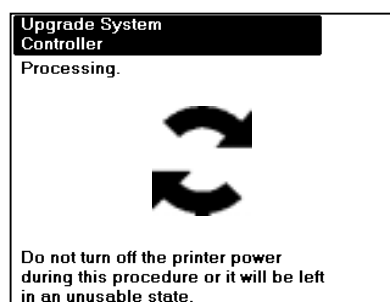 Upgrade System
Controller
Processing.
Do not turn off the printer power
during this procedure or it will be left
in an unusable state.